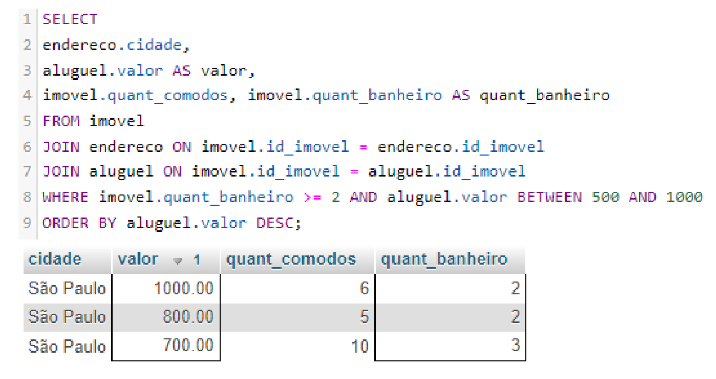 1 SELECT
2 endereco.cidade,
3 aluguel.valor AS valor,
4 imovel.quant_comodos, imovel.quant_banheiro AS quant_banheiro
5 FROM imovel
6 JOIN endereco ON imovel.id_imovel = endereco.id_imovel
7 JOIN aluguel ON imovel.id_imovel = aluguel.id_imovel
8 WHERE imovel.quant_banheiro >= 2 AND aluguel.valor BETWEEN 500 AND 1000
9 ORDER BY aluguel.valor DESC;
cidade valor 1 quant_comodos quant_banheiro
São Paulo 1000.00 6 2
São Paulo 800.00 5 2
São Paulo 700.00 10 3